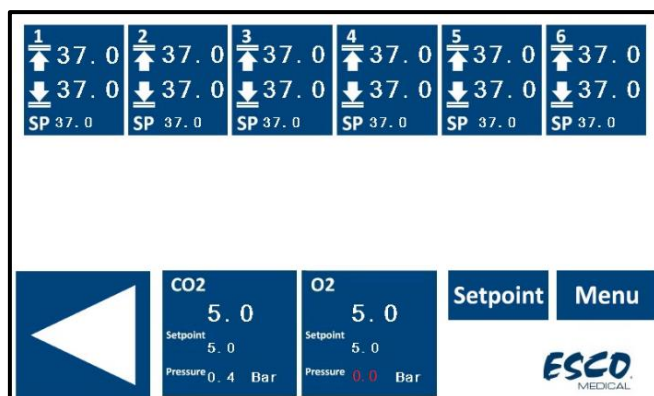 1 2 3 4 5 6
37.0 37.0 37.0 37.0 37.0 37.0
37.0 37.0 37.0 37.0 37.0 37.0
SP 37.0 SP 37.0 SP 37.0 SP 37.0 SP 37.0 SP 37.0
CO2
5.0
Setpoint
5.0
Pressure 0.4 Bar
O2
5.0
Setpoint
5.0
Pressure 0.0 Bar
Setpoint
Menu
ESCO
MEDICAL